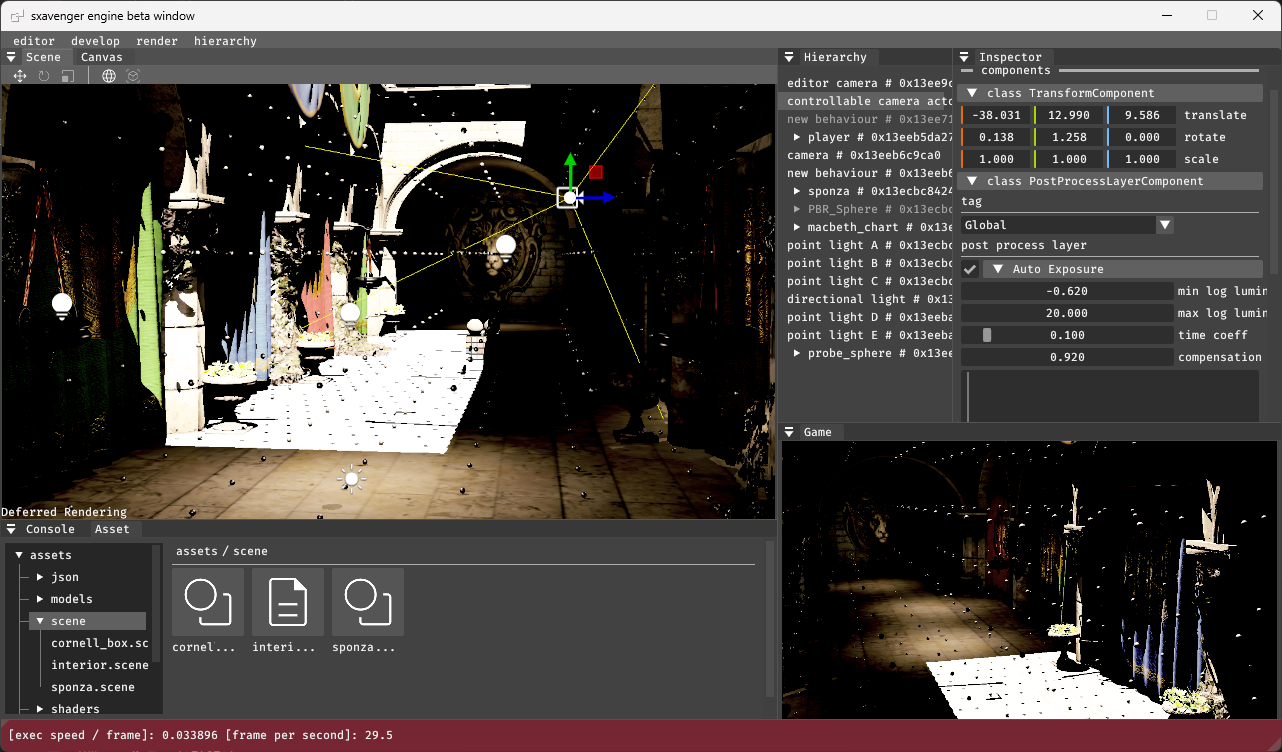 sxavenger engine beta window
editor develop render hierarchy
Scene Canvas
Deferred Rendering
Hierarchy
editor camera # 0x13ee9c
controllable camera acto
new behaviour # 0x13ee71
player # 0x13eeb5da27
camera # 0x13eeb6c9ca0
new behaviour # 0x13eeb6
sponza # 0x13ecbc8424
PBR_Sphere # 0x13ecbc
macbeth_chart # 0x13e
point light A # 0x13ecbc
point light B # 0x13ecbc
point light C # 0x13ecbc
directional light # 0x13
point light D # 0x13eeba
point light E # 0x13eeba
probe_sphere # 0x13ee
Inspector
components
class TransformComponent
-38.031 12.990 9.586 translate
0.138 1.258 0.000 rotate
1.000 1.000 1.000 scale
class PostProcessLayerComponent
tag
Global
post process layer
Auto Exposure
-0.620 min log lumin
20.000 max log lumin
0.100 time coeff
0.920 compensation
Game
Console Asset
assets
json
models
scene
cornell_box.sc
interior.scene
sponza.scene
shaders
assets / scene
cornel... interi... sponza...
[exec speed / frame]: 0.033896 [frame per second]: 29.5